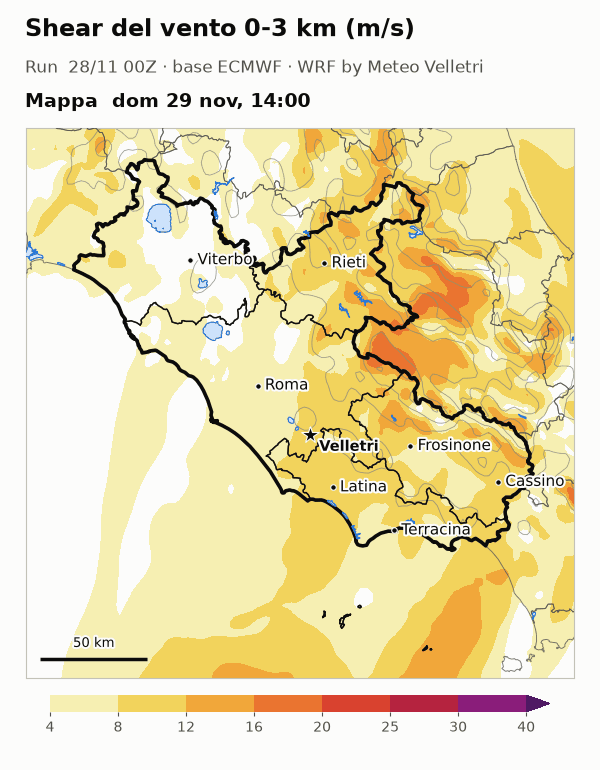 Shear del vento 0-3 km (m/s)
Run  28/11 00Z · base ECMWF · WRF by Meteo Velletri
Mappa  dom 29 nov, 14:00
Viterbo
Rieti
Roma
Velletri
Frosinone
Cassino
Latina
Terracina
50 km
4 8 12 16 20 25 30 40